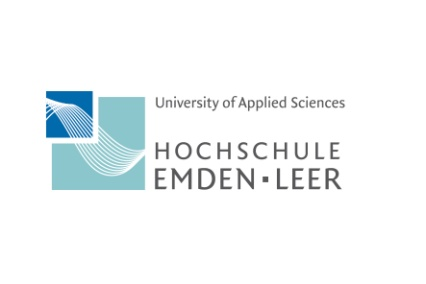 University of Applied Sciences
HOCHSCHULE
EMDEN▪LEER